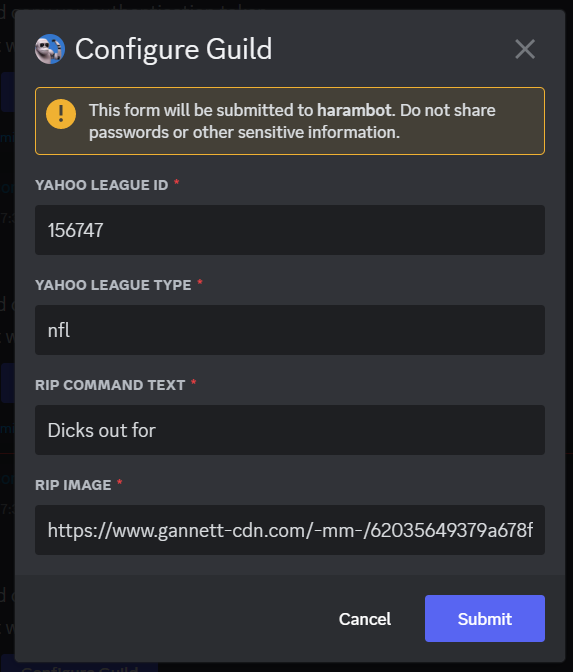 Configure Guild
This form will be submitted to harambot. Do not share
passwords or other sensitive information.
YAHOO LEAGUE ID *
156747
YAHOO LEAGUE TYPE *
nfl
RIP COMMAND TEXT *
Dicks out for
RIP IMAGE *
https://www.gannett-cdn.com/-mm-/62035649379a678f
Cancel
Submit
Configure Guild